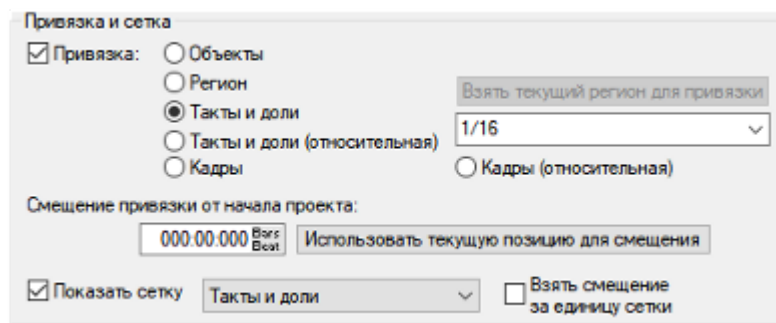 Привязка и сетка
Привязка:
Объекты
Регион
Взять текущий регион для привязки
Такты и доли
1/16
Такты и доли (относительная)
Кадры
Кадры (относительная)
Смещение привязки от начала проекта:
000:00:000 Bars Beat
Использовать текущую позицию для смещения
Показать сетку
Такты и доли
Взять смещение
за единицу сетки